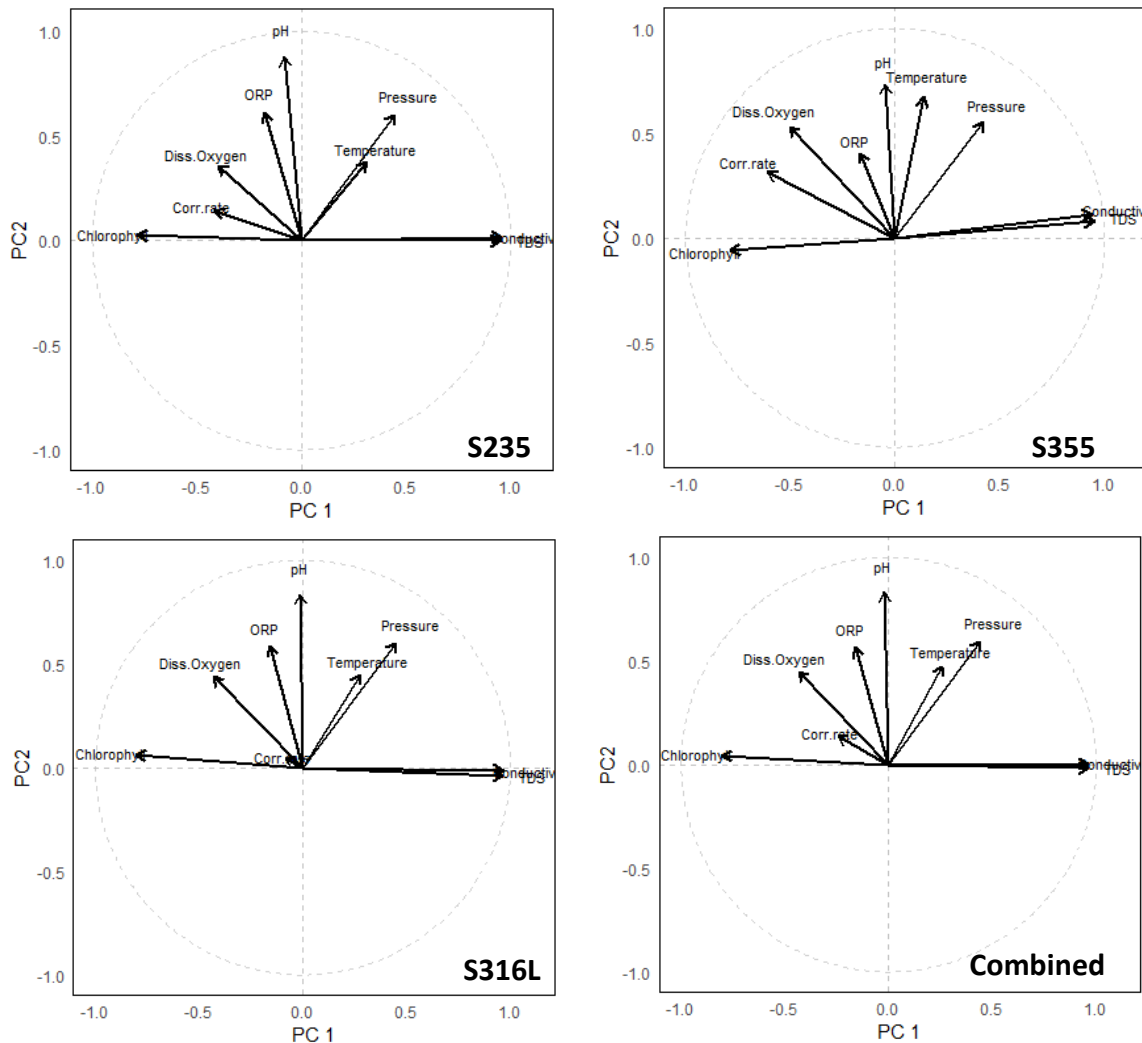 1.0
pH
ORP
Pressure
0.5
Diss.Oxygen
Temperature
Corr.rate
Chlorophy
0.0
TDS
PC2
-0.5
-1.0
S235
-1.0 -0.5 0.0 0.5 1.0
PC 1
1.0
pH
Temperature
Diss.Oxygen
Pressure
0.5
ORP
Corr.rate
Conductiv
TDS
0.0
Chlorophyll
PC2
-0.5
-1.0
S355
-1.0 -0.5 0.0 0.5 1.0
PC 1
1.0
pH
ORP
Pressure
0.5
Diss.Oxygen
Temperature
Chlorophy
0.0
onductiv
TDS
PC2
-0.5
-1.0
S316L
-1.0 -0.5 0.0 0.5 1.0
PC 1
1.0
pH
ORP
Pressure
0.5
Diss.Oxygen
Temperature
Corr.rate
Chlorophy
0.0
onductiv
TDS
PC2
-0.5
-1.0
Combined
-1.0 -0.5 0.0 0.5 1.0
PC 1